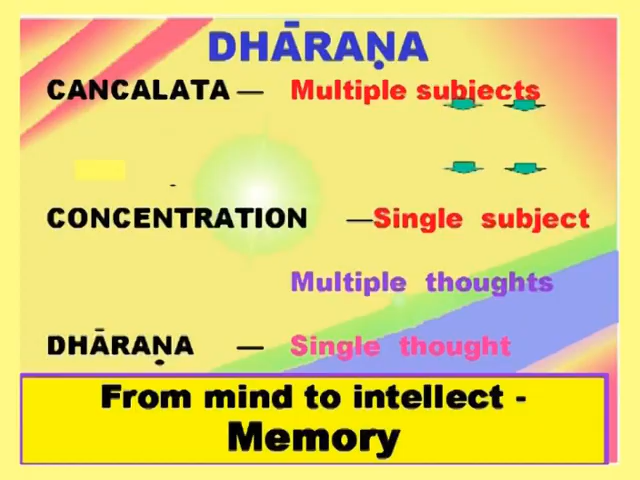 DHĀRAṆA
CANCALATA — Multiple subjects
-
CONCENTRATION —Single subject
Multiple thoughts
DHĀRAṆA — Single thought
From mind to intellect -
Memory